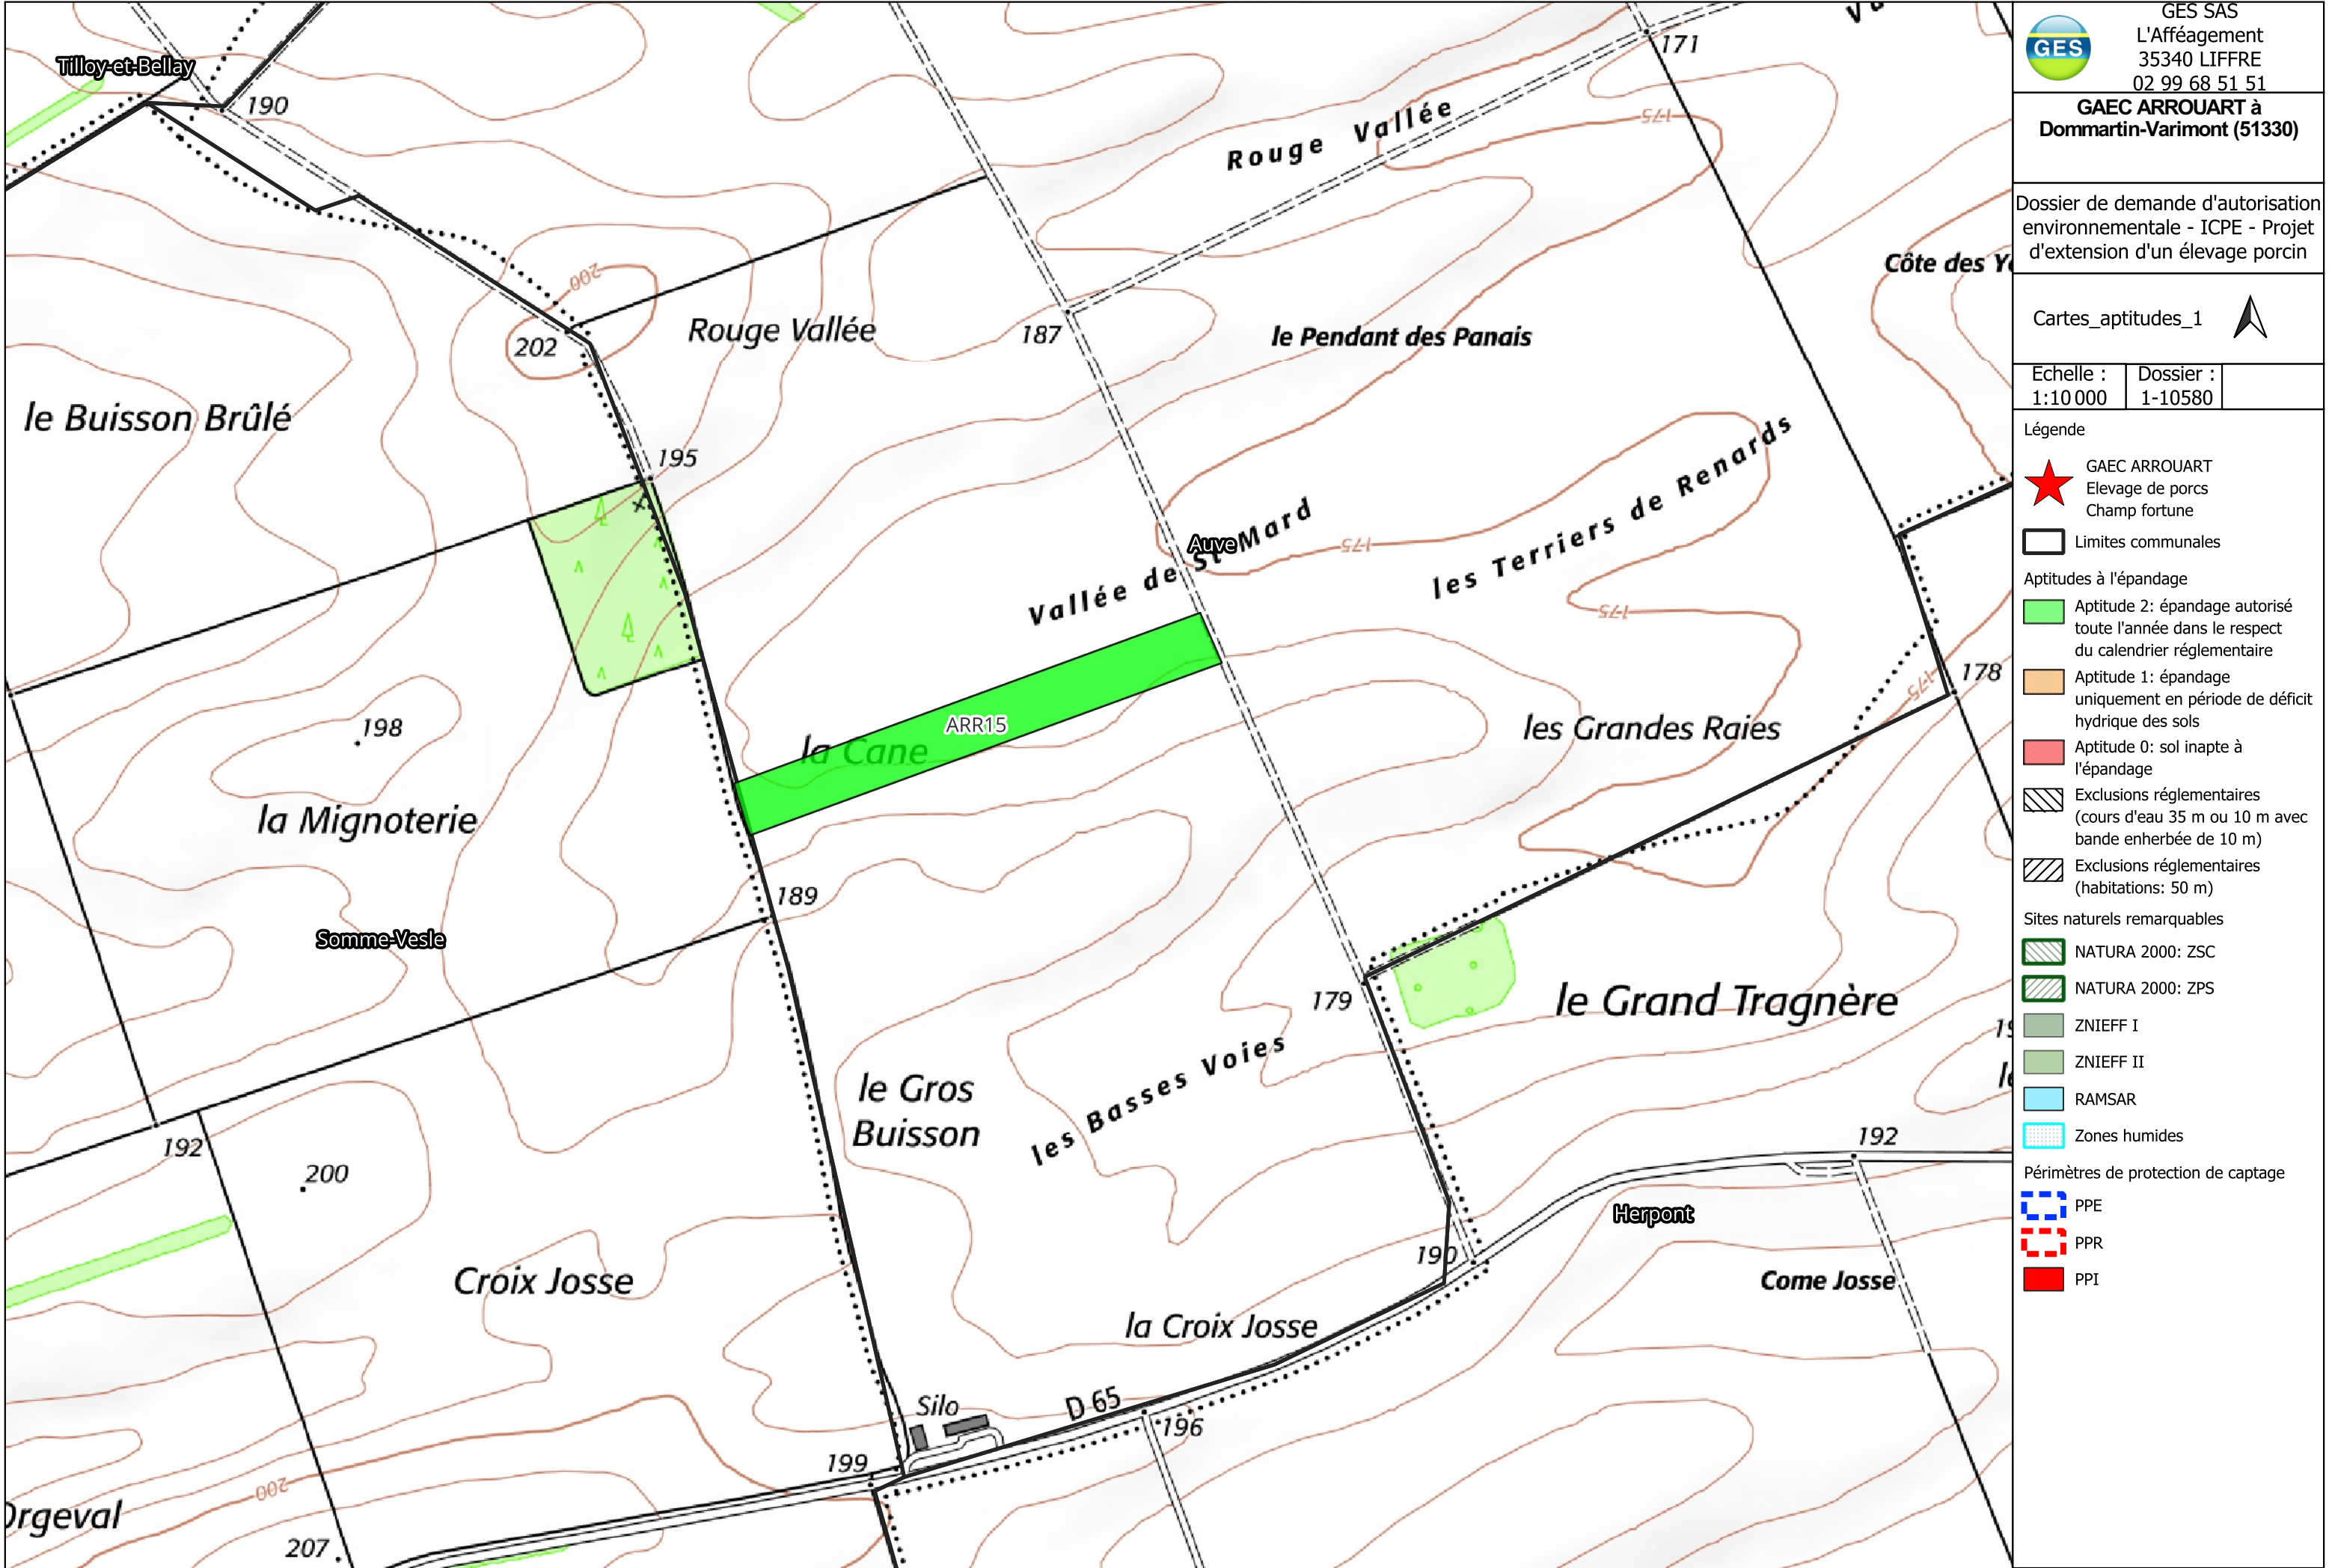 Tilloy-et-Bellay
190
171
Rouge Vallée
175
Côte des Y
200
202
Rouge Vallée
187
le Pendant des Panais
le Buisson Brûlé
195
Vallée de St Mard
Auve
175
les Terriers de Renards
175
178
175
198
la Cane
ARR15
les Grandes Raies
la Mignoterie
189
Somme-Vesle
179
le Grand Tragnère
19
le Gros
Buisson
les Basses Voies
192
192
200
Herpont
190
Croix Josse
Come Josse
la Croix Josse
Silo
D 65
196
199
200
Orgeval
207
GES
GES SAS
L'Afféagement
35340 LIFFRE
02 99 68 51 51
GAEC ARROUART à
Dommartin-Varimont (51330)
Dossier de demande d'autorisation
environnementale - ICPE - Projet
d'extension d'un élevage porcin
Cartes_aptitudes_1
Echelle :
1:10 000
Dossier :
1-10580
Légende
GAEC ARROUART
Elevage de porcs
Champ fortune
Limites communales
Aptitudes à l'épandage
Aptitude 2: épandage autorisé
toute l'année dans le respect
du calendrier réglementaire
Aptitude 1: épandage
uniquement en période de déficit
hydrique des sols
Aptitude 0: sol inapte à
l'épandage
Exclusions réglementaires
(cours d'eau 35 m ou 10 m avec
bande enherbée de 10 m)
Exclusions réglementaires
(habitations: 50 m)
Sites naturels remarquables
NATURA 2000: ZSC
NATURA 2000: ZPS
ZNIEFF I
ZNIEFF II
RAMSAR
Zones humides
Périmètres de protection de captage
PPE
PPR
PPI